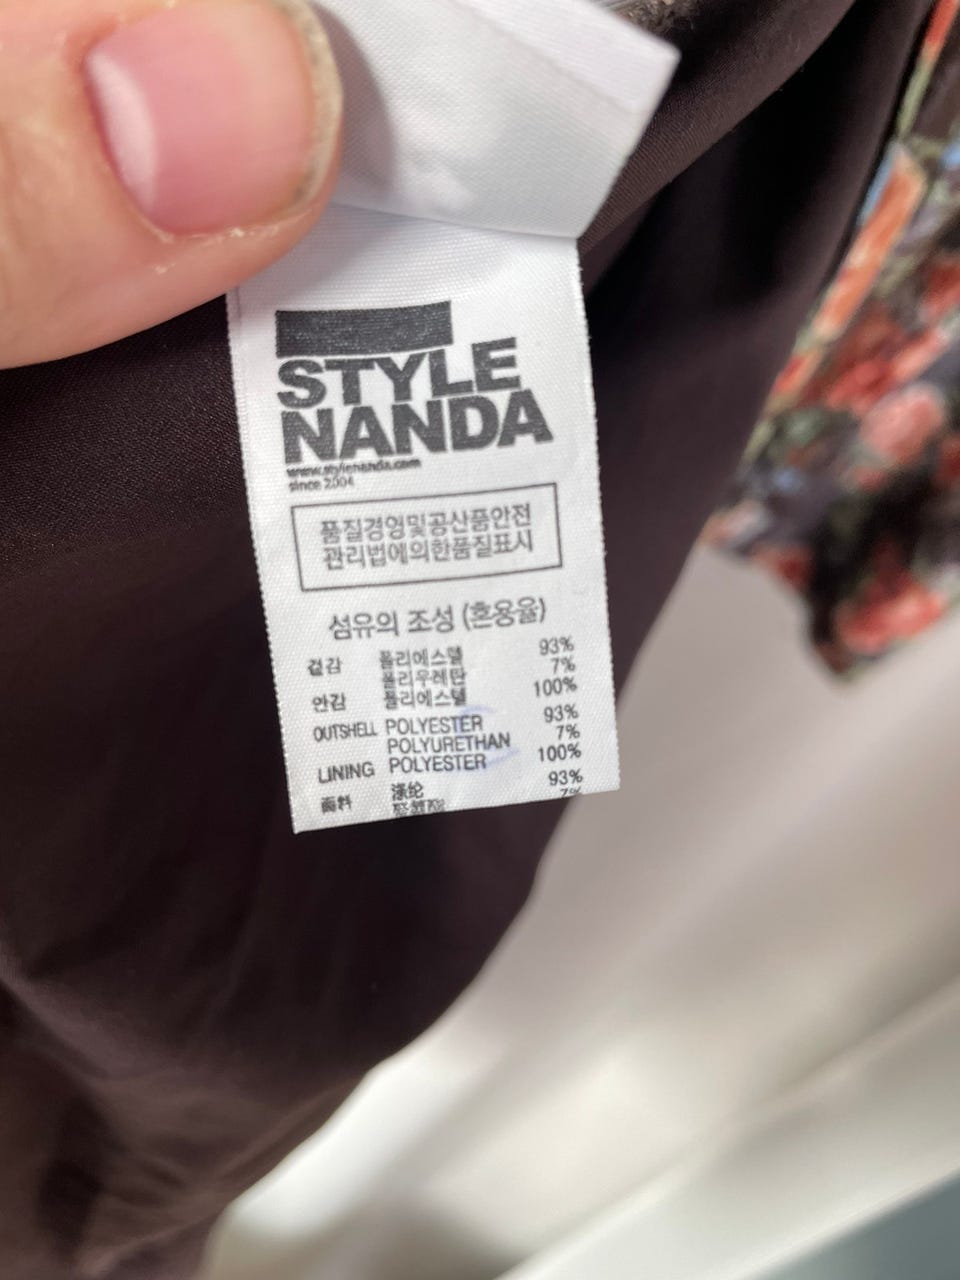 STYLE
NANDA
www.stylenanda.com
since 2004
품질경영및공산품안전
관리법에의한품질표시
섬유의 조성 (혼용율)
겉감 폴리에스텔 93%
폴리우레탄 7%
안감 폴리에스텔 100%
OUTSHELL POLYESTER 93%
POLYURETHAN 7%
LINING POLYESTER 100%
面料 涤纶 93%
7%